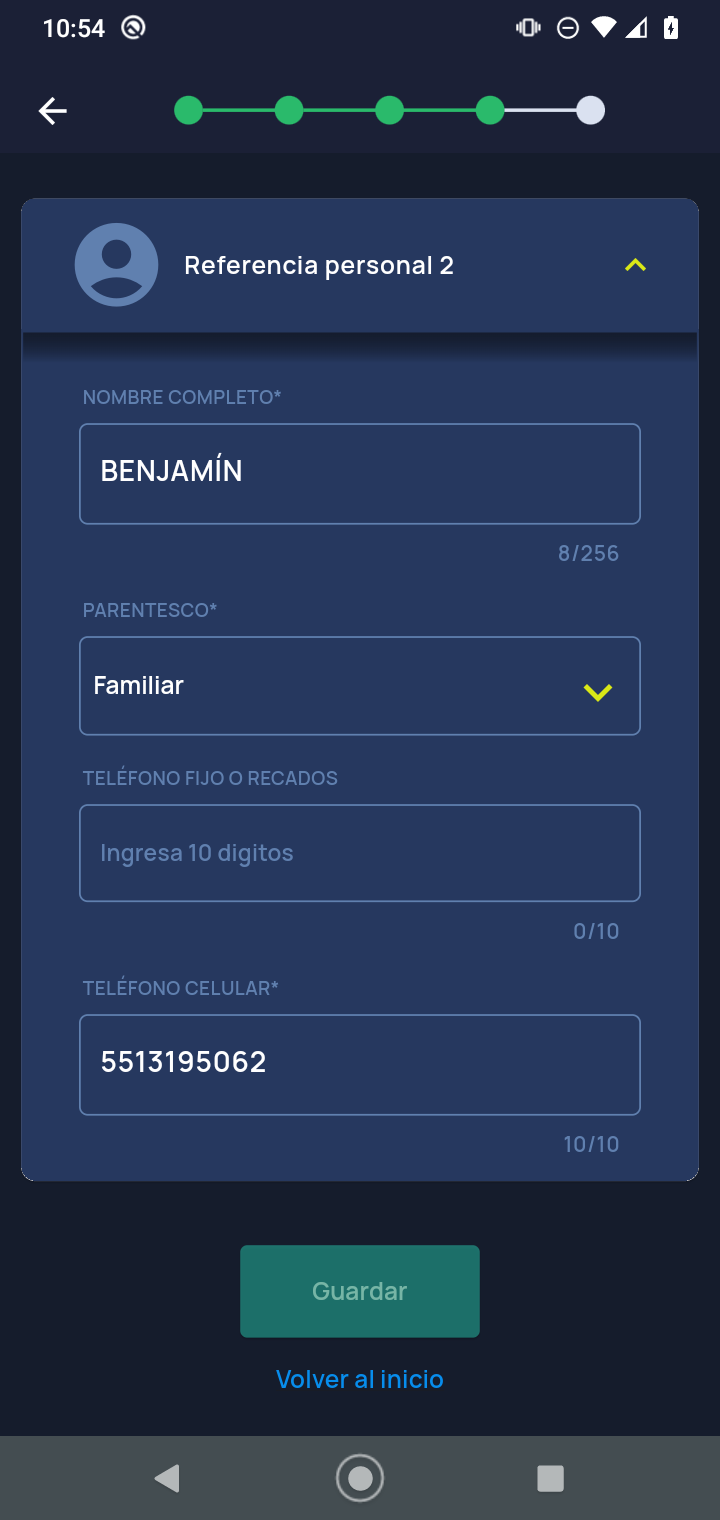 10:54
Referencia personal 2
NOMBRE COMPLETO*
BENJAMÍN
8/256
PARENTESCO*
Familiar
TELÉFONO FIJO O RECADOS
Ingresa 10 digitos
0/10
TELÉFONO CELULAR*
5513195062
10/10
Guardar
Volver al inicio